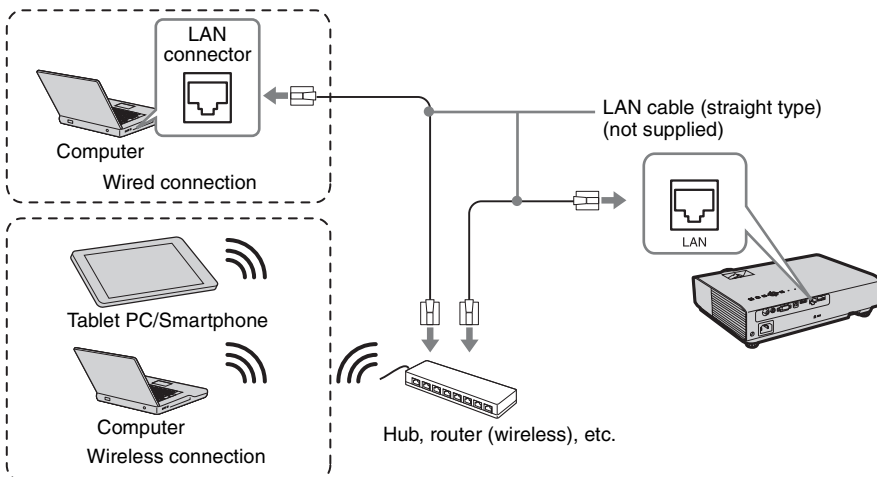 LAN
connector
Computer
Wired connection
LAN cable (straight type)
(not supplied)
LAN
Tablet PC/Smartphone
Computer
Wireless connection
Hub, router (wireless), etc.